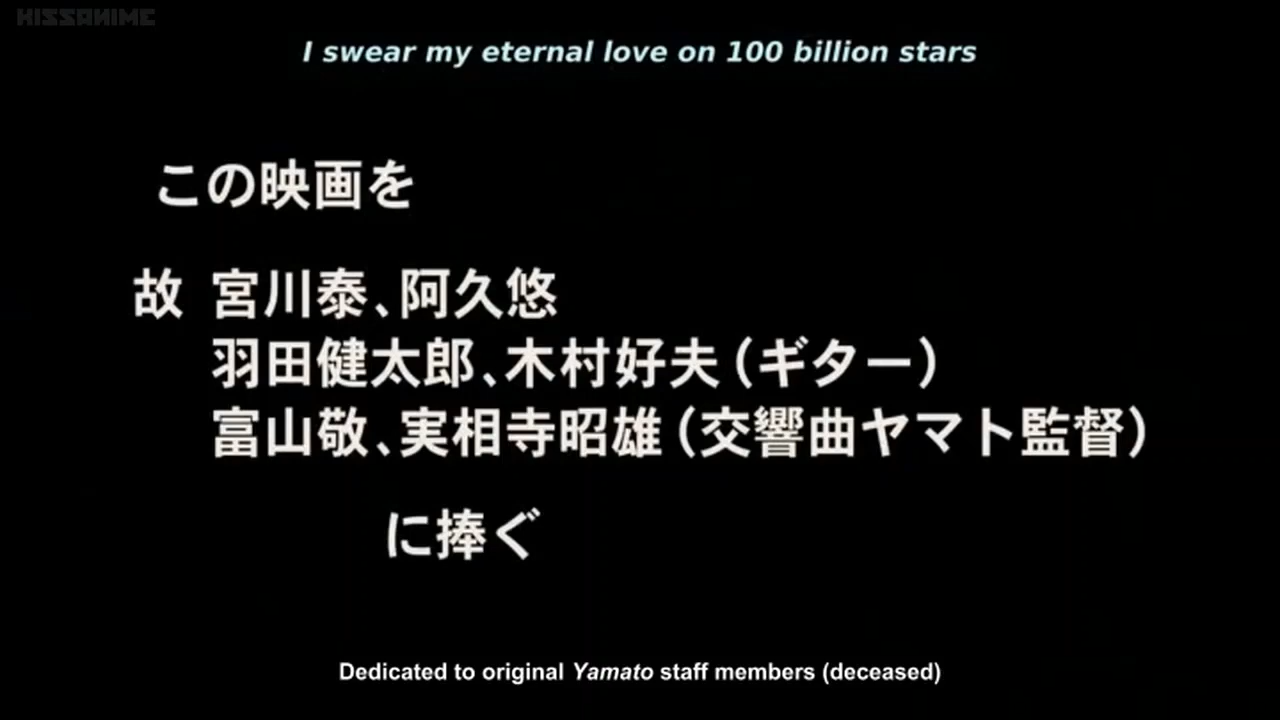 KISSANIME
I swear my eternal love on 100 billion stars
この映画を
故 宮川泰、阿久悠
羽田健太郎、木村好夫（ギター）
富山敬、実相寺昭雄（交響曲ヤマト監督）
に捧ぐ
Dedicated to original Yamato staff members (deceased)